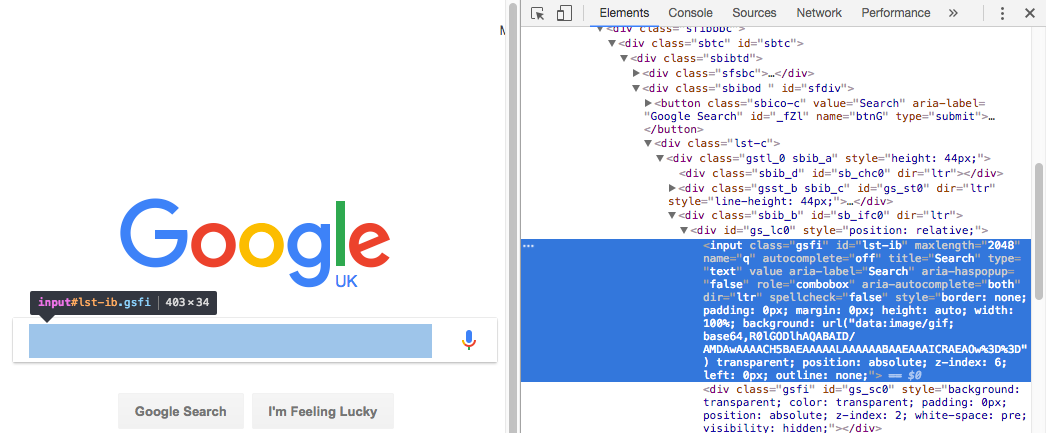 M
Google
UK
input#lst-ib.gsfi | 403×34
Google Search
I'm Feeling Lucky
Elements Console Sources Network Performance »
<div class="sfibbbc">
▼<div class="sbtc" id="sbtc">
▼<div class="sbibtd">
▶<div class="sfsbc">…</div>
▼<div class="sbibod " id="sfdiv">
▶<button class="sbico-c" value="Search" aria-label=
"Google Search" id="_fZl" name="btnG" type="submit">…
</button>
▼<div class="lst-c">
▼<div class="gstl_0 sbib_a" style="height: 44px;">
<div class="sbib_d" id="sb_chc0" dir="ltr"></div>
▶<div class="gsst_b sbib_c" id="gs_st0" dir="ltr"
style="line-height: 44px;">…</div>
▼<div class="sbib_b" id="sb_ifc0" dir="ltr">
▼<div id="gs_lc0" style="position: relative;">
<input class="gsfi" id="lst-ib" maxlength="2048"
name="q" autocomplete="off" title="Search" type=
"text" value aria-label="Search" aria-haspopup=
"false" role="combobox" aria-autocomplete="both"
dir="ltr" spellcheck="false" style="border: none;
padding: 0px; margin: 0px; height: auto; width:
100%; background: url("data:image/gif;
base64,R0lGODlhAQABAID/
AMDAwAAAACH5BAEAAAAALAAAAAABAAEAAAICRAEAOw%3D%3D"
) transparent; position: absolute; z-index: 6;
left: 0px; outline: none;"> == $0
<div class="gsfi" id="gs_sc0" style="background:
transparent; color: transparent; padding: 0px;
position: absolute; z-index: 2; white-space: pre;
visibility: hidden;"></div>